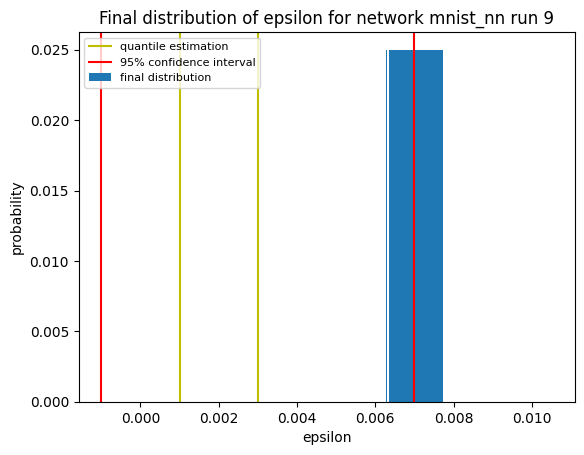 Final distribution of epsilon for network mnist_nn run 9
quantile estimation
95% confidence interval
final distribution
0.025
0.020
0.015
0.010
0.005
0.000
probability
0.000 0.002 0.004 0.006 0.008 0.010
epsilon